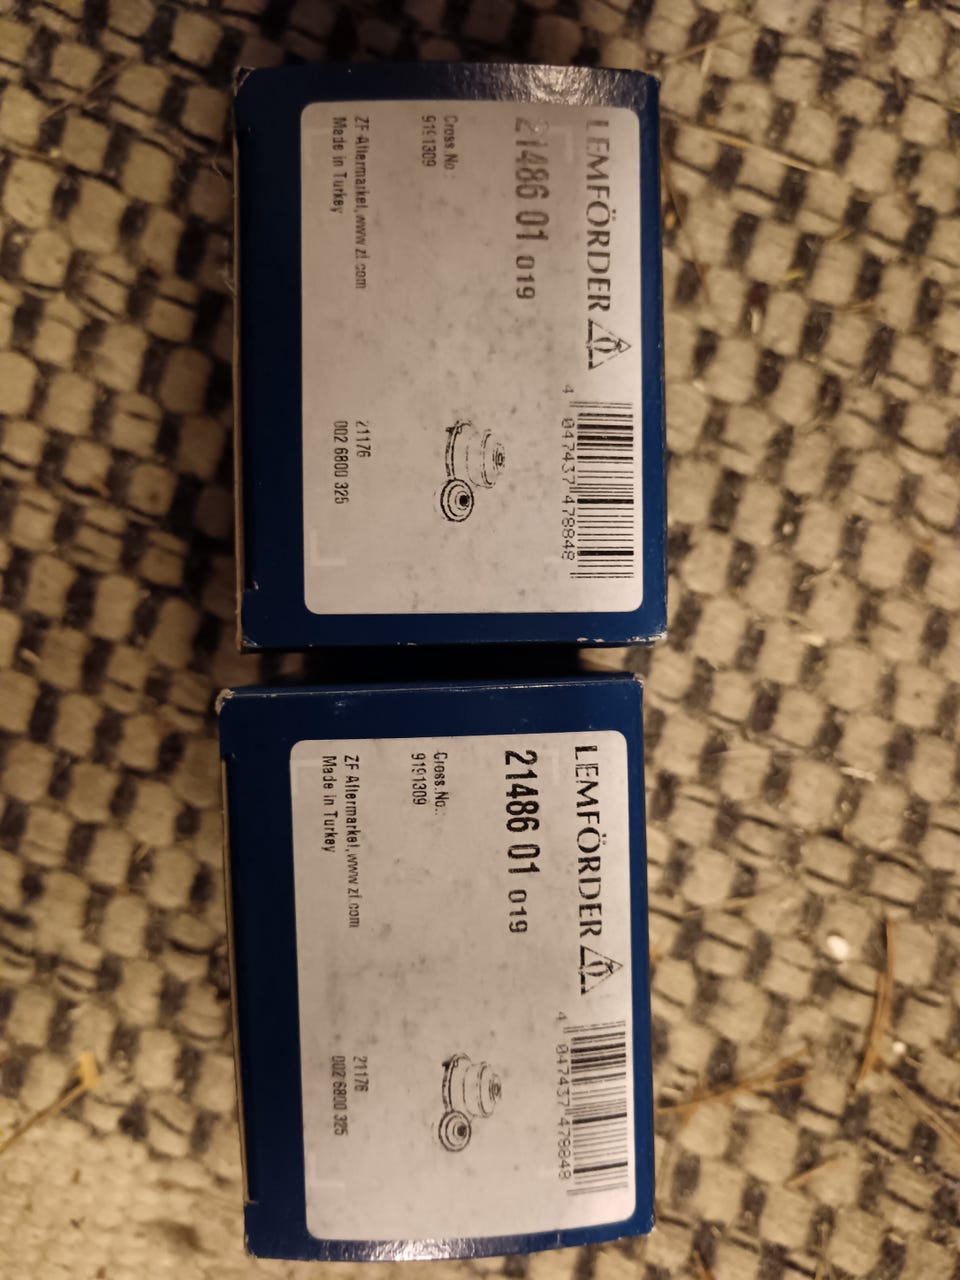 LEMFÖRDER
21486 01 019
4 047437 478848
Cross.No.:
9191309
ZF Aftermarket,www.zf.com
Made in Turkey
21176
002 6800 325
LEMFÖRDER
21486 01 019
4 047437 478848
Cross.No.:
9191309
ZF Aftermarket,www.zf.com
Made in Turkey
21176
002 6800 325